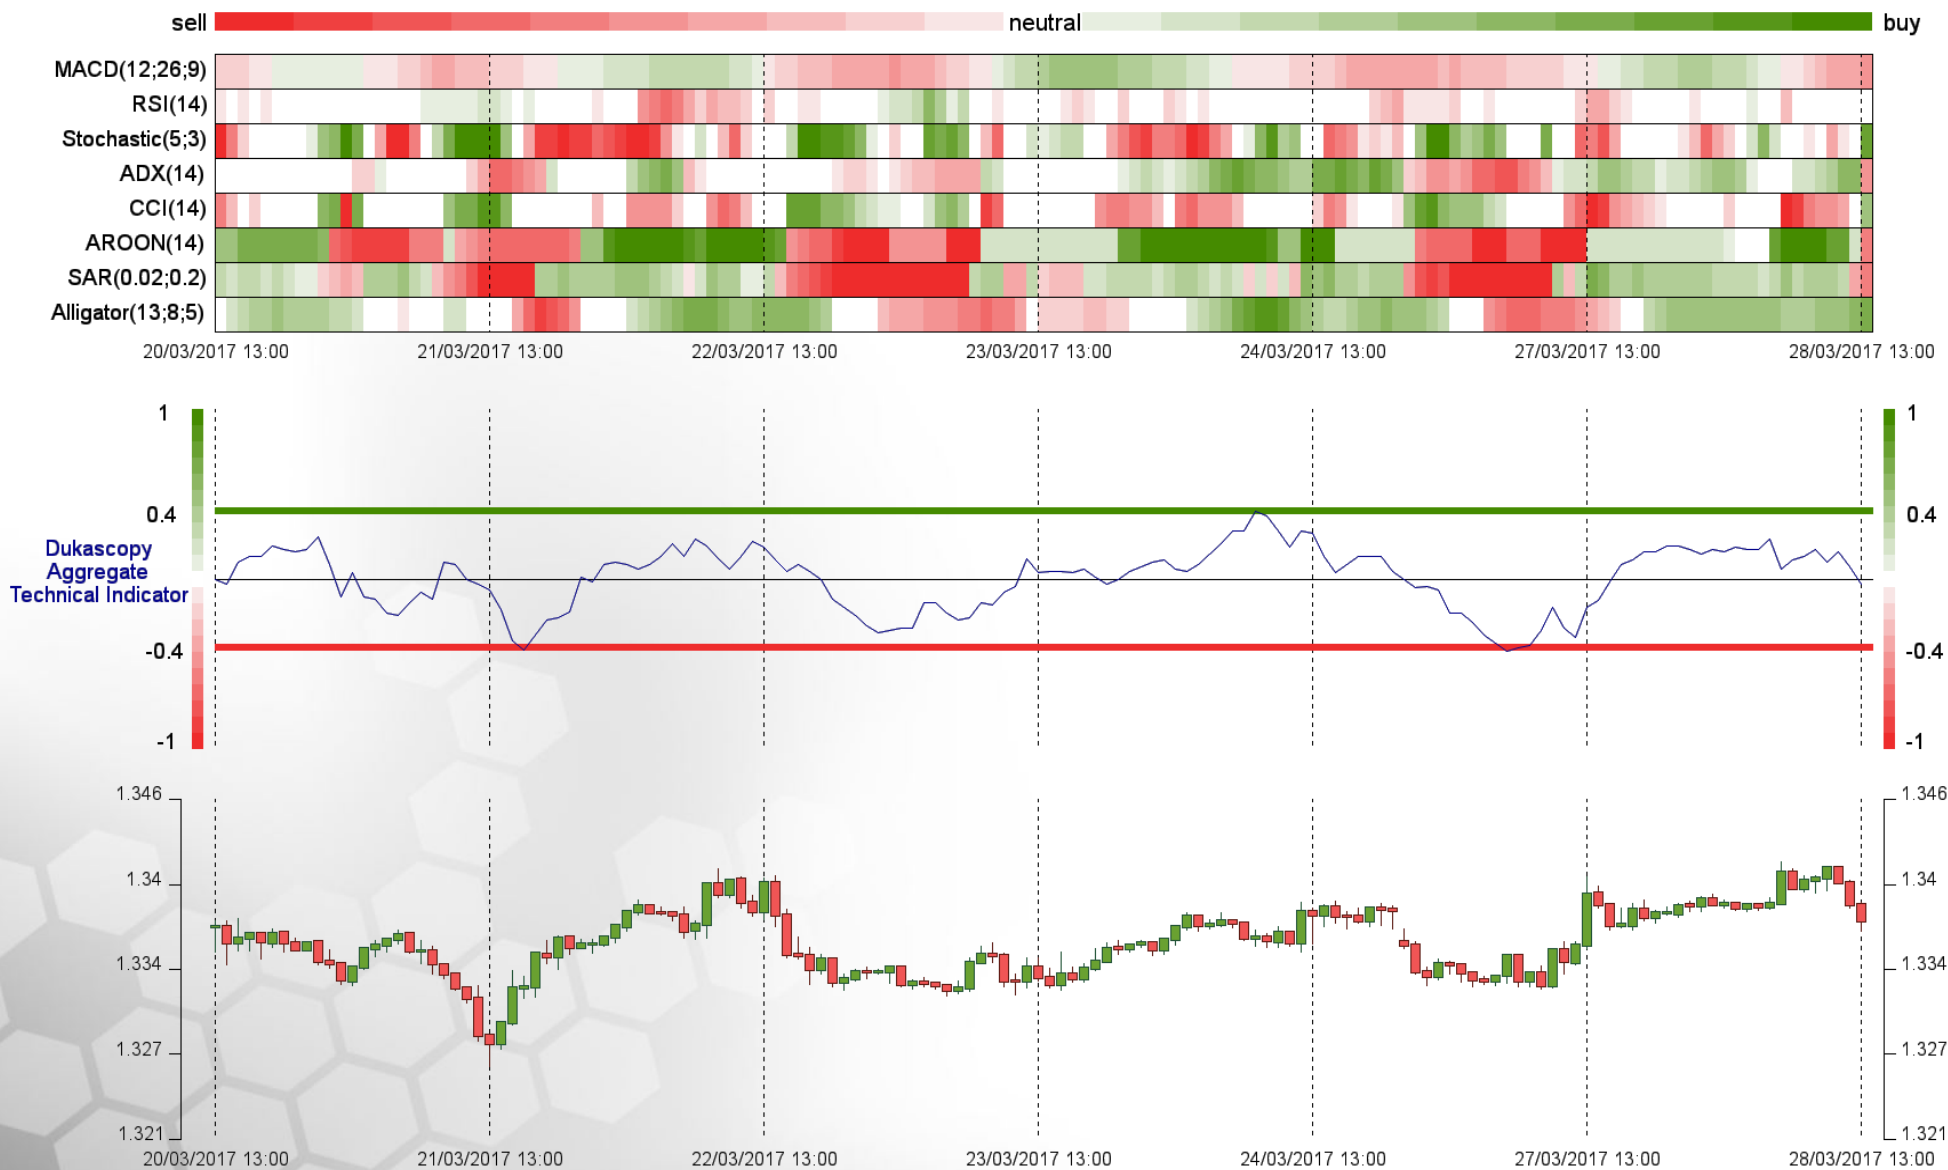 sell neutral buy
MACD(12;26;9)
RSI(14)
Stochastic(5;3)
ADX(14)
CCI(14)
AROON(14)
SAR(0.02;0.2)
Alligator(13;8;5)
20/03/2017 13:00 21/03/2017 13:00 22/03/2017 13:00 23/03/2017 13:00 24/03/2017 13:00 27/03/2017 13:00 28/03/2017 13:00
1 1
0.4 0.4
Dukascopy
Aggregate
Technical Indicator
-0.4 -0.4
-1 -1
1.346 1.346
1.34 1.34
1.334 1.334
1.327 1.327
1.321 1.321
20/03/2017 13:00 21/03/2017 13:00 22/03/2017 13:00 23/03/2017 13:00 24/03/2017 13:00 27/03/2017 13:00 28/03/2017 13:00